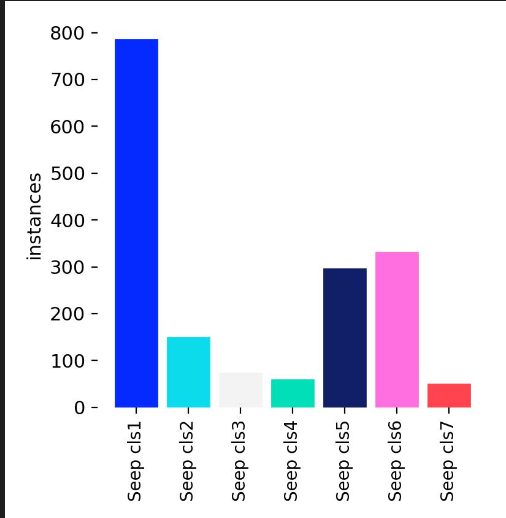 800
700
600
500
400
300
200
100
0
instances
Seep cls1
Seep cls2
Seep cls3
Seep cls4
Seep cls5
Seep cls6
Seep cls7